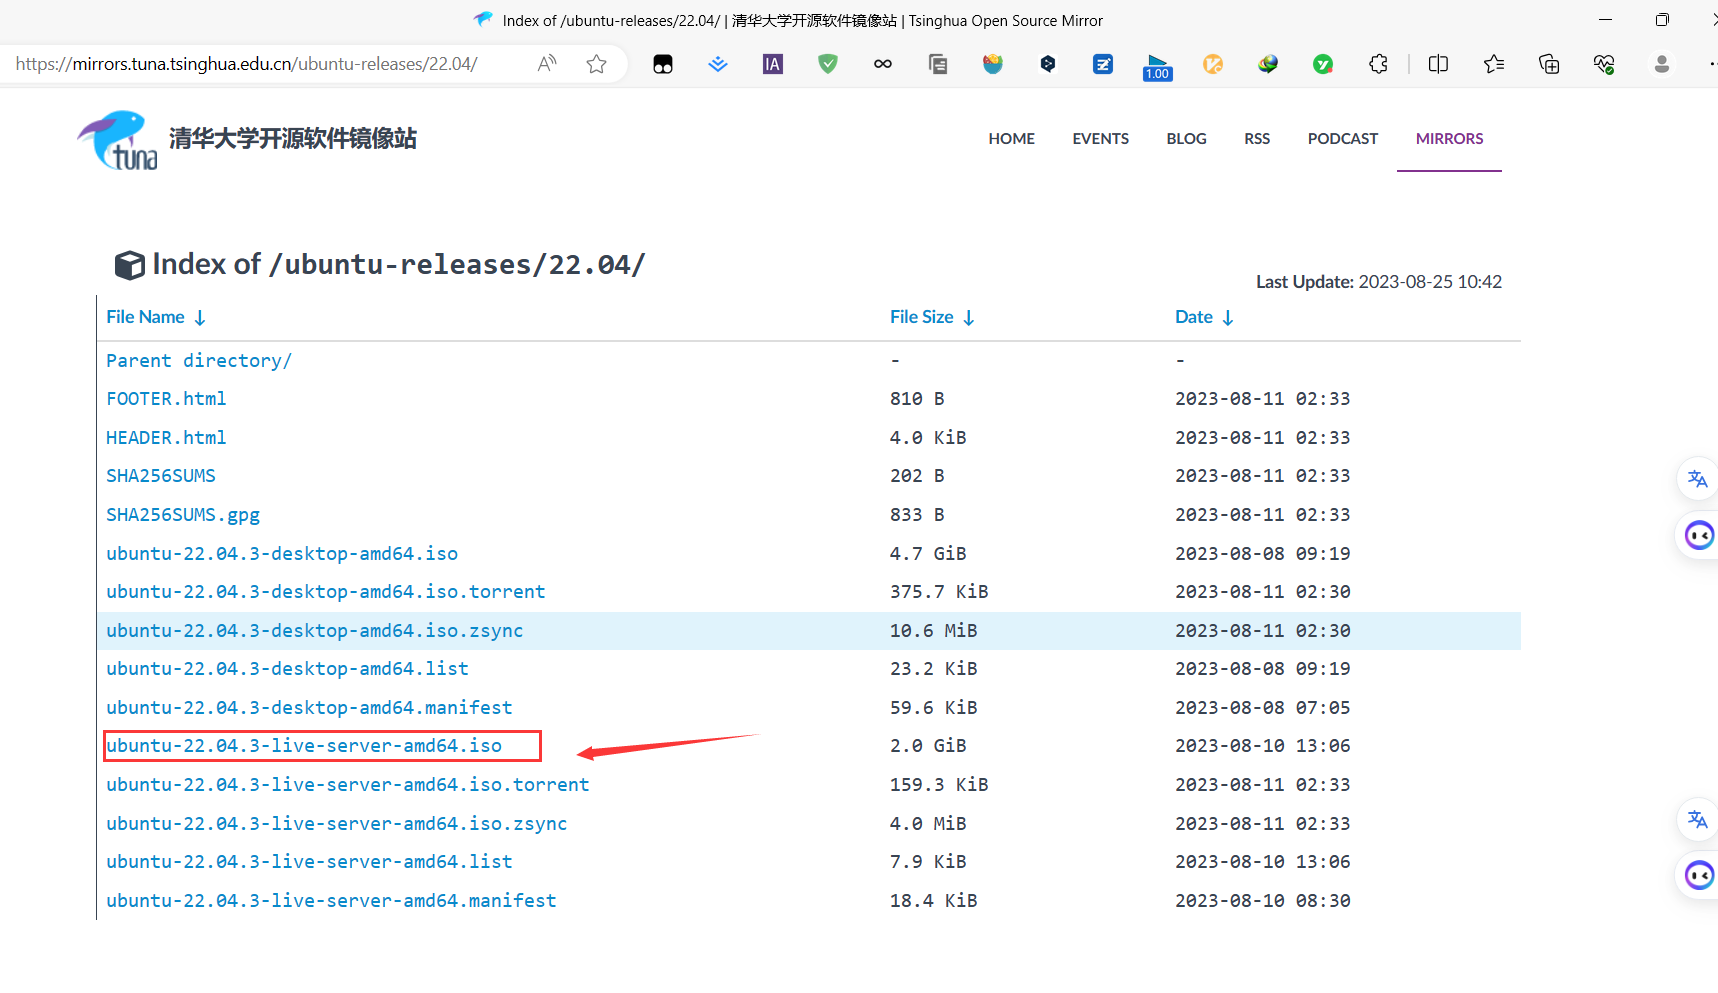 Index of /ubuntu-releases/22.04/ | 清华大学开源软件镜像站 | Tsinghua Open Source Mirror
https://mirrors.tuna.tsinghua.edu.cn/ubuntu-releases/22.04/
IA
1.00
tuna
清华大学开源软件镜像站
HOME EVENTS BLOG RSS PODCAST MIRRORS
Index of /ubuntu-releases/22.04/
Last Update: 2023-08-25 10:42
File Name ↓ File Size ↓ Date ↓
Parent directory/ - -
FOOTER.html 810 B 2023-08-11 02:33
HEADER.html 4.0 KiB 2023-08-11 02:33
SHA256SUMS 202 B 2023-08-11 02:33
SHA256SUMS.gpg 833 B 2023-08-11 02:33
ubuntu-22.04.3-desktop-amd64.iso 4.7 GiB 2023-08-08 09:19
ubuntu-22.04.3-desktop-amd64.iso.torrent 375.7 KiB 2023-08-11 02:30
ubuntu-22.04.3-desktop-amd64.iso.zsync 10.6 MiB 2023-08-11 02:30
ubuntu-22.04.3-desktop-amd64.list 23.2 KiB 2023-08-08 09:19
ubuntu-22.04.3-desktop-amd64.manifest 59.6 KiB 2023-08-08 07:05
ubuntu-22.04.3-live-server-amd64.iso 2.0 GiB 2023-08-10 13:06
ubuntu-22.04.3-live-server-amd64.iso.torrent 159.3 KiB 2023-08-11 02:33
ubuntu-22.04.3-live-server-amd64.iso.zsync 4.0 MiB 2023-08-11 02:33
ubuntu-22.04.3-live-server-amd64.list 7.9 KiB 2023-08-10 13:06
ubuntu-22.04.3-live-server-amd64.manifest 18.4 KiB 2023-08-10 08:30